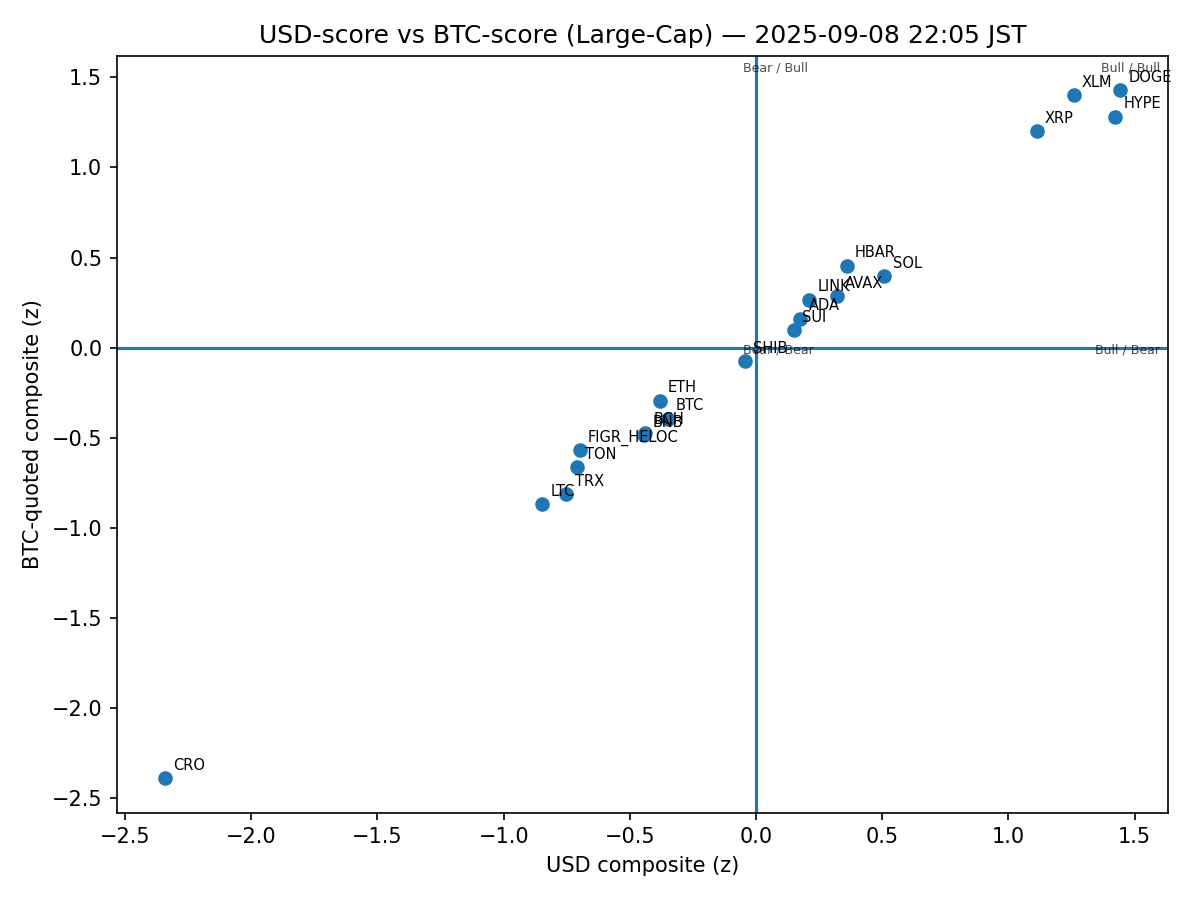 USD-score vs BTC-score (Large-Cap) — 2025-09-08 22:05 JST
Bear / Bull
Bull / Bull
DOGE
XLM
HYPE
XRP
HBAR
SOL
LINK
AVAX
ADA
SUI
SHIB
Bear / Bear
Bull / Bear
ETH
BTC
BCH
BNB
FIGR_HELOC
TON
TRX
LTC
CRO
1.5
1.0
0.5
0.0
−0.5
−1.0
−1.5
−2.0
−2.5
BTC-quoted composite (z)
−2.5 −2.0 −1.5 −1.0 −0.5 0.0 0.5 1.0 1.5
USD composite (z)